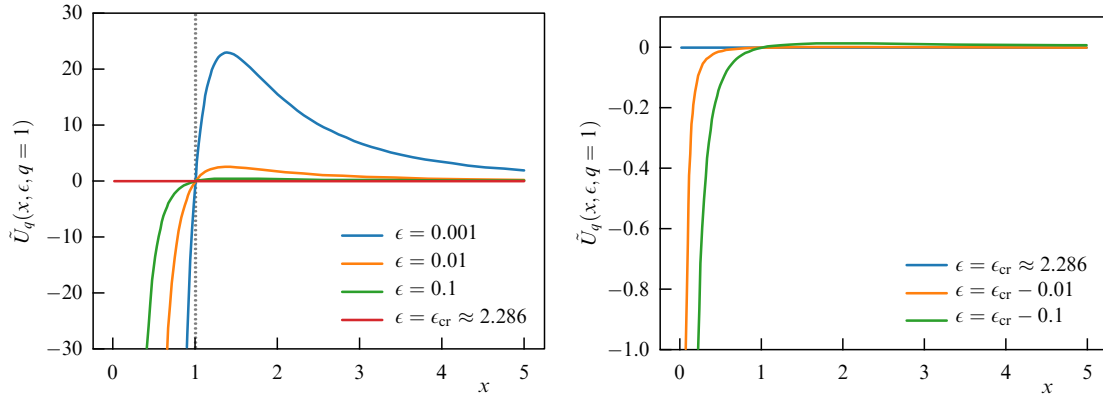 30
20
10
0
−10
−20
−30
Ũ_q(x, ϵ, q = 1)
ϵ = 0.001
ϵ = 0.01
ϵ = 0.1
ϵ = ϵ_cr ≈ 2.286
0 1 2 3 4 5
x
0
−0.2
−0.4
−0.6
−0.8
−1.0
Ũ_q(x, ϵ, q = 1)
ϵ = ϵ_cr ≈ 2.286
ϵ = ϵ_cr − 0.01
ϵ = ϵ_cr − 0.1
0 1 2 3 4 5
x